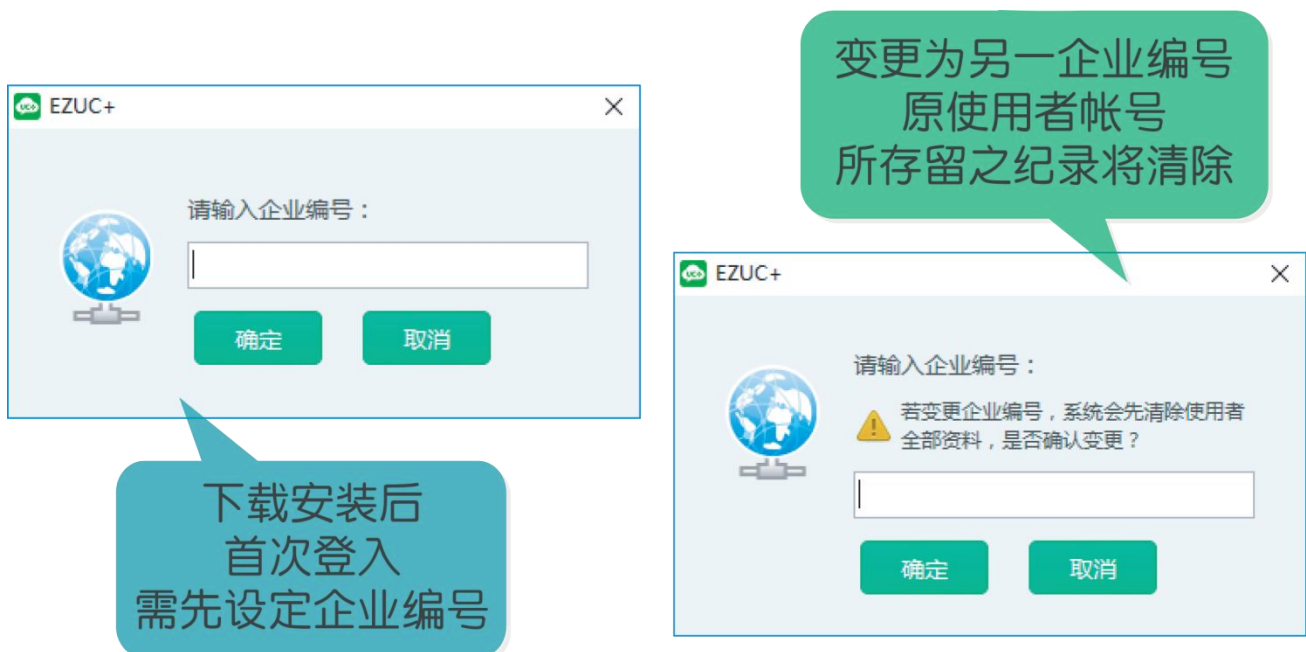 EZUC+
请输入企业编号：
确定
取消
下载安装后
首次登入
需先设定企业编号
变更为另一企业编号
原使用者帐号
所存留之纪录将清除
EZUC+
请输入企业编号：
若变更企业编号，系统会先清除使用者
全部资料，是否确认变更？
确定
取消